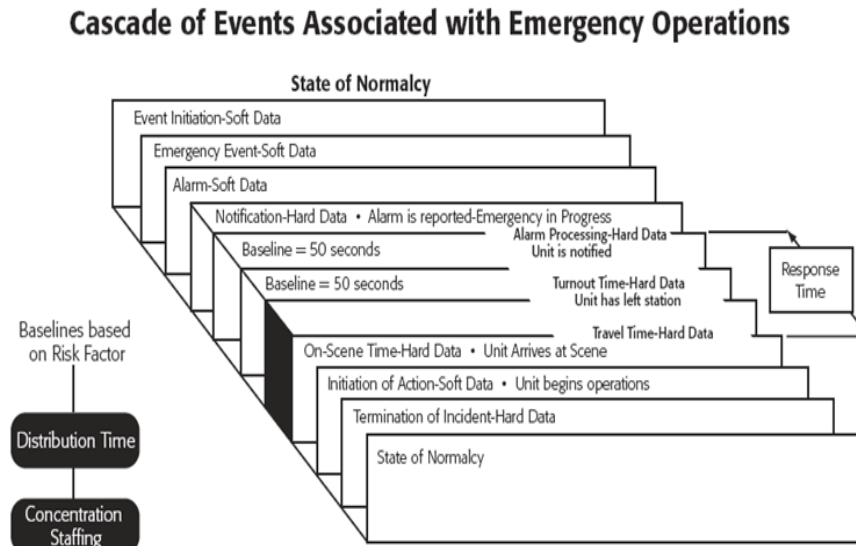 Cascade of Events Associated with Emergency Operations
State of Normalcy
Event Initiation-Soft Data
Emergency Event-Soft Data
Alarm-Soft Data
Notification-Hard Data • Alarm is reported-Emergency in Progress
Alarm Processing-Hard Data
Baseline = 50 seconds
Unit is notified
Response
Time
Turnout Time-Hard Data
Baseline = 50 seconds
Unit has left station
Travel Time-Hard Data
Baselines based
on Risk Factor
On-Scene Time-Hard Data • Unit Arrives at Scene
Initiation of Action-Soft Data • Unit begins operations
Termination of Incident-Hard Data
Distribution Time
State of Normalcy
Concentration
Staffing